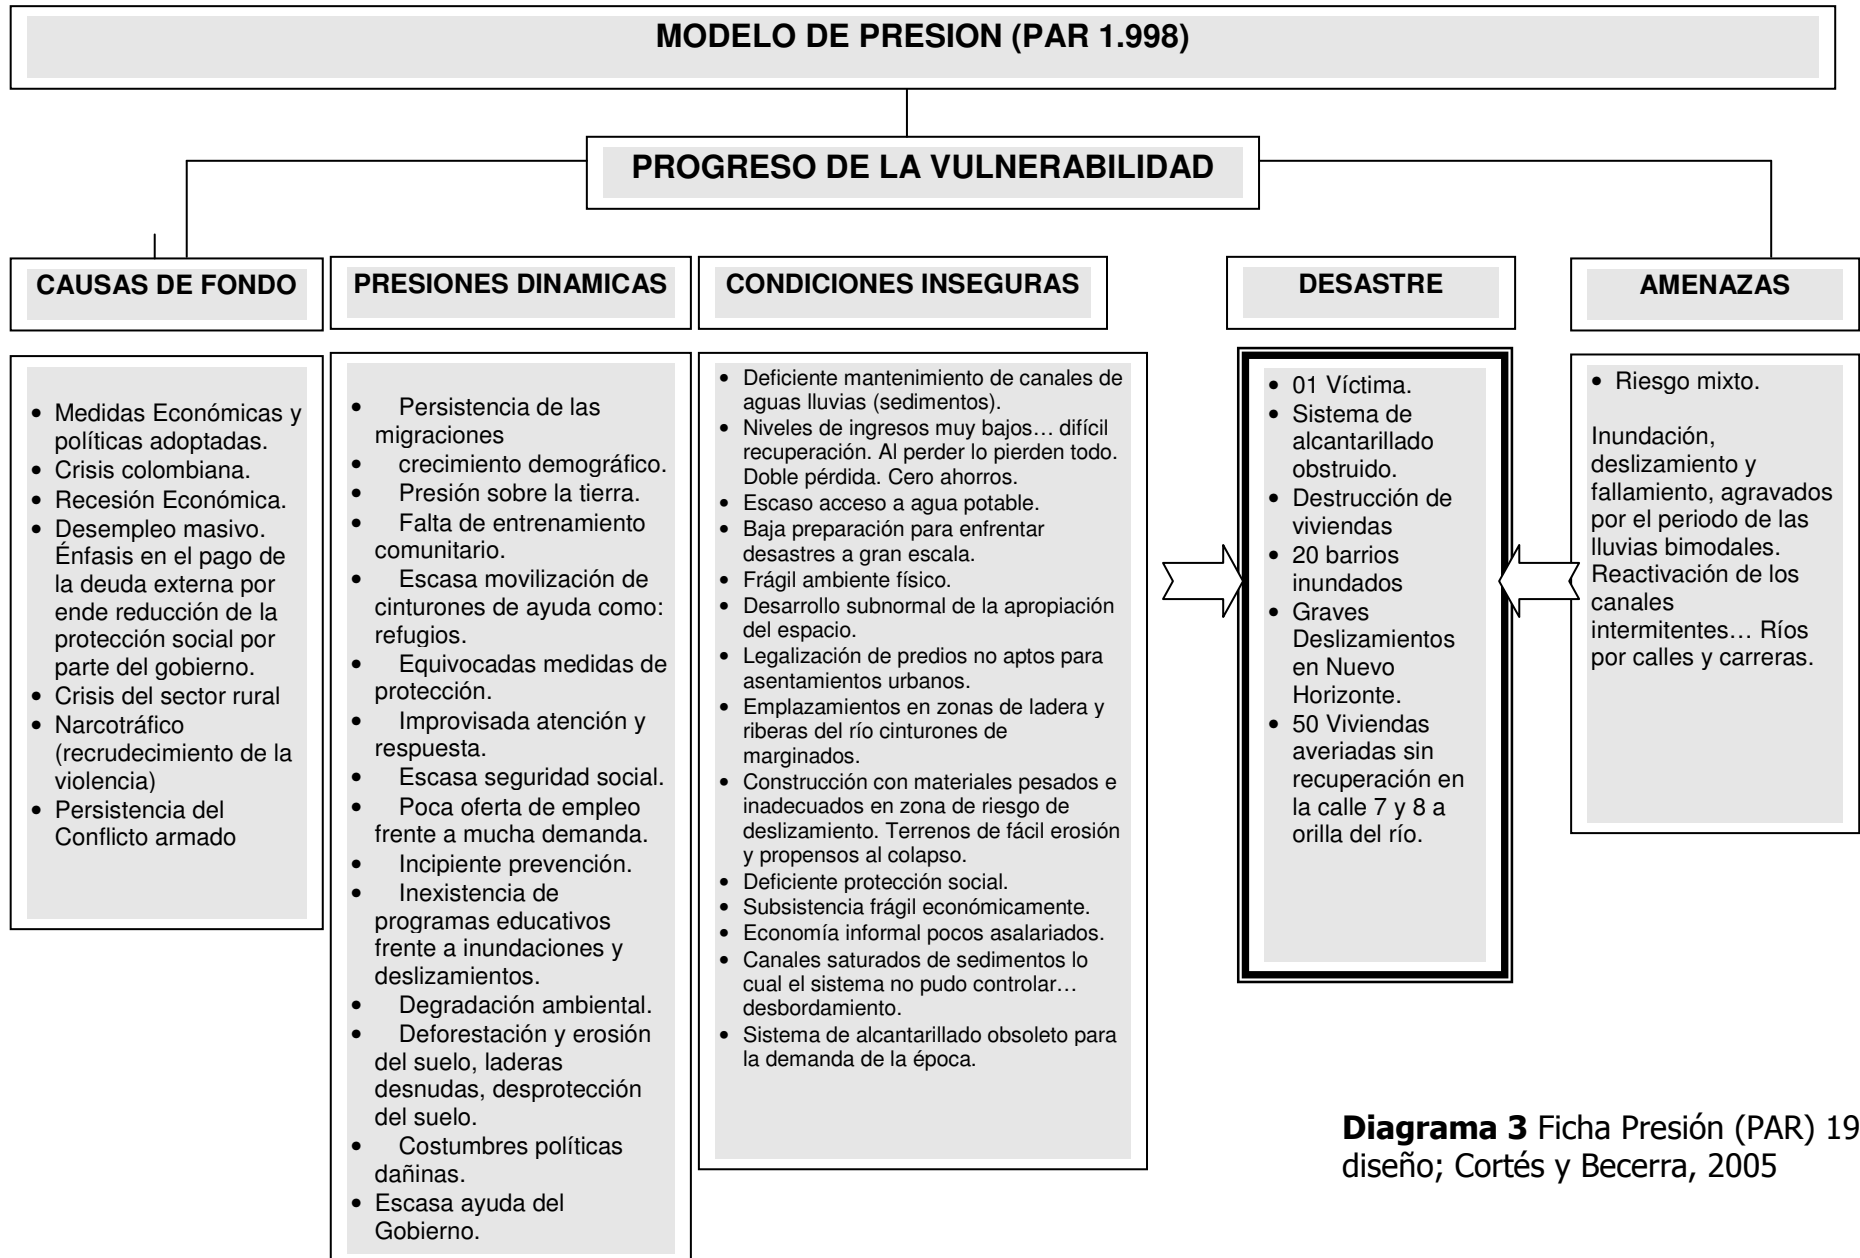 MODELO DE PRESION (PAR 1.998)
PROGRESO DE LA VULNERABILIDAD
CAUSAS DE FONDO
• Medidas Económicas y
políticas adoptadas.
• Crisis colombiana.
• Recesión Económica.
• Desempleo masivo.
Énfasis en el pago de
la deuda externa por
ende reducción de la
protección social por
parte del gobierno.
• Crisis del sector rural
• Narcotráfico
(recrudecimiento de la
violencia)
• Persistencia del
Conflicto armado
PRESIONES DINAMICAS
• Persistencia de las
migraciones
• crecimiento demográfico.
• Presión sobre la tierra.
• Falta de entrenamiento
comunitario.
• Escasa movilización de
cinturones de ayuda como:
refugios.
• Equivocadas medidas de
protección.
• Improvisada atención y
respuesta.
• Escasa seguridad social.
• Poca oferta de empleo
frente a mucha demanda.
• Incipiente prevención.
• Inexistencia de
programas educativos
frente a inundaciones y
deslizamientos.
• Degradación ambiental.
• Deforestación y erosión
del suelo, laderas
desnudas, desprotección
del suelo.
• Costumbres políticas
dañinas.
• Escasa ayuda del
Gobierno.
CONDICIONES INSEGURAS
• Deficiente mantenimiento de canales de
aguas lluvias (sedimentos).
• Niveles de ingresos muy bajos… difícil
recuperación. Al perder lo pierden todo.
Doble pérdida. Cero ahorros.
• Escaso acceso a agua potable.
• Baja preparación para enfrentar
desastres a gran escala.
• Frágil ambiente físico.
• Desarrollo subnormal de la apropiación
del espacio.
• Legalización de predios no aptos para
asentamientos urbanos.
• Emplazamientos en zonas de ladera y
riberas del río cinturones de
marginados.
• Construcción con materiales pesados e
inadecuados en zona de riesgo de
deslizamiento. Terrenos de fácil erosión
y propensos al colapso.
• Deficiente protección social.
• Subsistencia frágil económicamente.
• Economía informal pocos asalariados.
• Canales saturados de sedimentos lo
cual el sistema no pudo controlar…
desbordamiento.
• Sistema de alcantarillado obsoleto para
la demanda de la época.
DESASTRE
• 01 Víctima.
• Sistema de
alcantarillado
obstruido.
• Destrucción de
viviendas
• 20 barrios
inundados
• Graves
Deslizamientos
en Nuevo
Horizonte.
• 50 Viviendas
averiadas sin
recuperación en
la calle 7 y 8 a
orilla del río.
AMENAZAS
• Riesgo mixto.
Inundación,
deslizamiento y
fallamiento, agravados
por el periodo de las
lluvias bimodales.
Reactivación de los
canales
intermitentes… Ríos
por calles y carreras.
Diagrama 3 Ficha Presión (PAR) 19
diseño; Cortés y Becerra, 2005